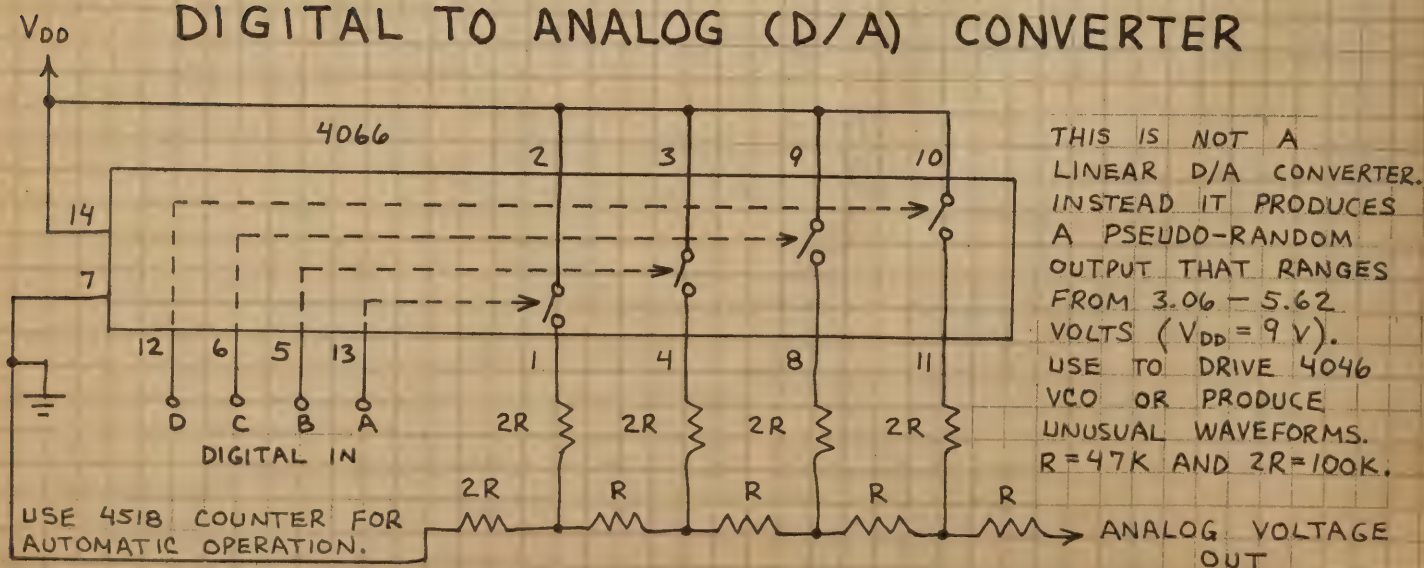 DIGITAL TO ANALOG (D/A) CONVERTER
VDD
4066
2 3 9 10
14
7
12 6 5 13 1 4 8 11
D C B A
DIGITAL IN
2R 2R 2R 2R
2R R R R R
ANALOG VOLTAGE
OUT
USE 4518 COUNTER FOR
AUTOMATIC OPERATION.
THIS IS NOT A
LINEAR D/A CONVERTER.
INSTEAD IT PRODUCES
A PSEUDO-RANDOM
OUTPUT THAT RANGES
FROM 3.06 – 5.62
VOLTS (VDD = 9 V).
USE TO DRIVE 4046
VCO OR PRODUCE
UNUSUAL WAVEFORMS.
R = 47K AND 2R = 100K.